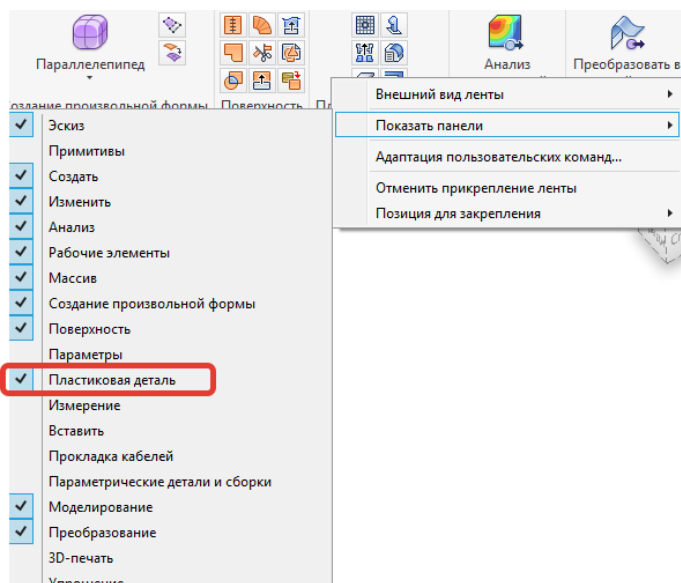 Параллелепипед
Анализ
Преобразовать в
Создание произвольной формы
Поверхность
Внешний вид ленты
Показать панели
Адаптация пользовательских команд...
Отменить прикрепление ленты
Позиция для закрепления
Эскиз
Примитивы
Создать
Изменить
Анализ
Рабочие элементы
Массив
Создание произвольной формы
Поверхность
Параметры
Пластиковая деталь
Измерение
Вставить
Прокладка кабелей
Параметрические детали и сборки
Моделирование
Преобразование
3D-печать
Упрощение